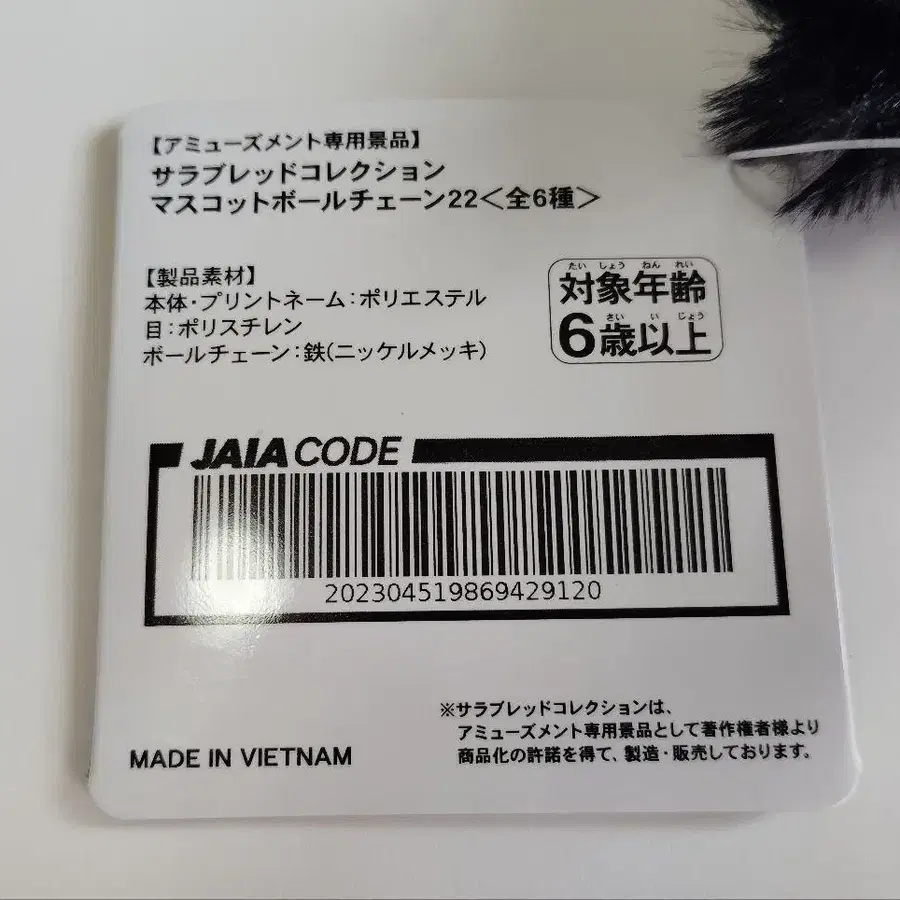 【アミューズメント専用景品】
サラブレッドコレクション
マスコットボールチェーン22<全6種>
【製品素材】
本体・プリントネーム:ポリエステル
目:ポリスチレン
ボールチェーン:鉄(ニッケルメッキ)
たい しょう ねん れい
対象年齢
さい い じょう
6歳以上
JAIA CODE
202304519869429120
※サラブレッドコレクションは、
アミューズメント専用景品として著作権者様より
商品化の許諾を得て、製造・販売しております。
MADE IN VIETNAM